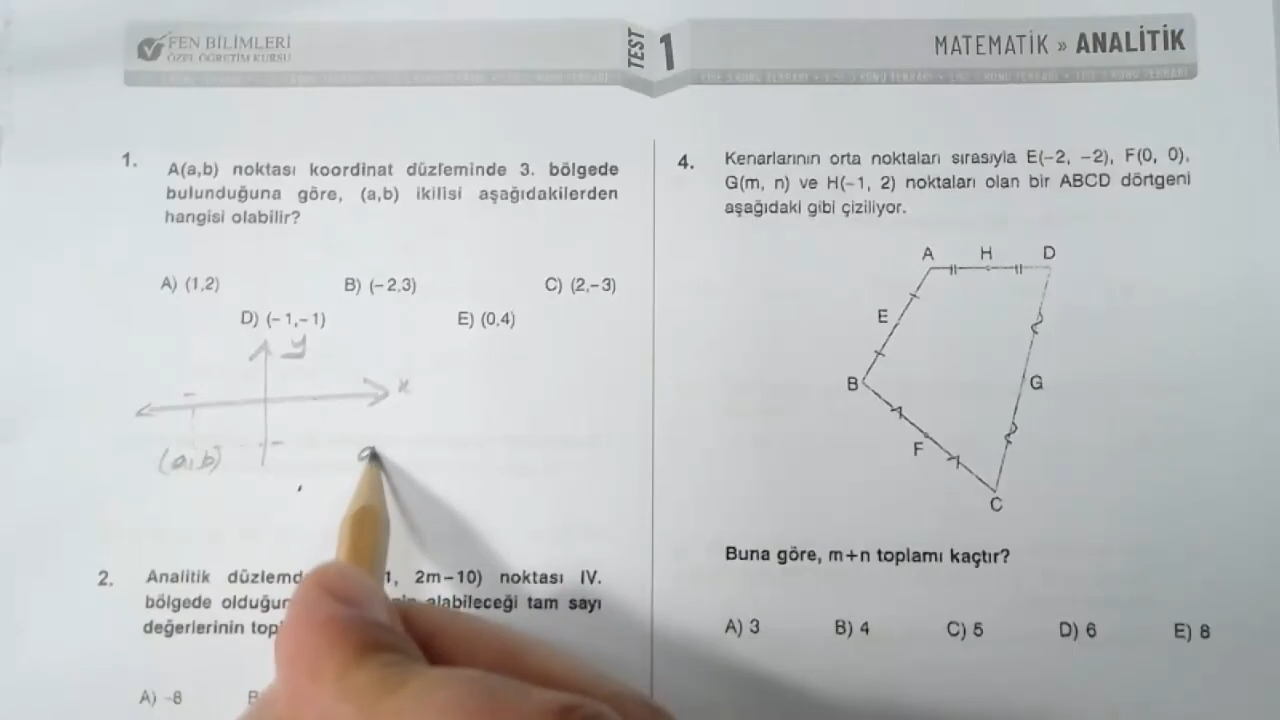 FEN BİLİMLERİ
ÖZEL ÖĞRETİM KURSU
TEST 1
MATEMATİK » ANALİTİK
1. A(a,b) noktası koordinat düzleminde 3. bölgede
bulunduğuna göre, (a,b) ikilisi aşağıdakilerden
hangisi olabilir?
A) (1,2) B) (-2,3) C) (2,-3)
D) (-1,-1) E) (0,4)
y
x
(a,b)
a
2. Analitik düzlemd 1, 2m-10) noktası IV.
bölgede olduğun alabileceği tam sayı
değerlerinin top
A) -8 B
4. Kenarlarının orta noktaları sırasıyla E(-2, -2), F(0, 0),
G(m, n) ve H(-1, 2) noktaları olan bir ABCD dörtgeni
aşağıdaki gibi çiziliyor.
A H D
E
B G
F
C
Buna göre, m+n toplamı kaçtır?
A) 3 B) 4 C) 5 D) 6 E) 8